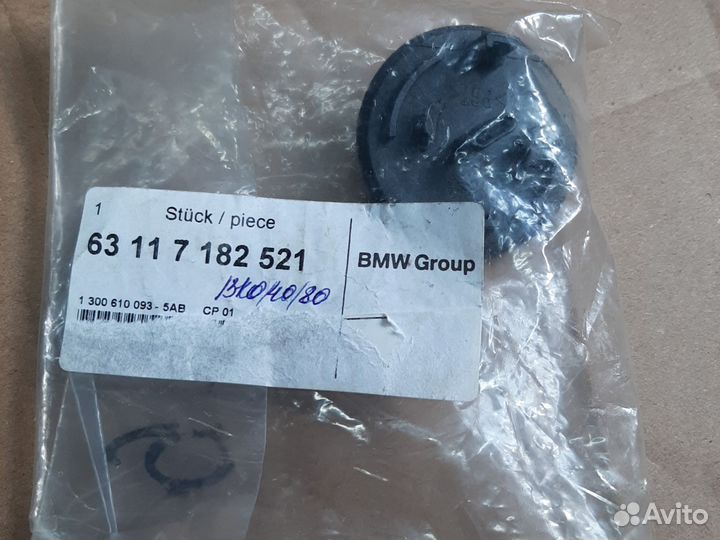 1 Stück / piece
63 11 7 182 521
BMW Group
1 300 610 093 - 5AB CP 01
Avito